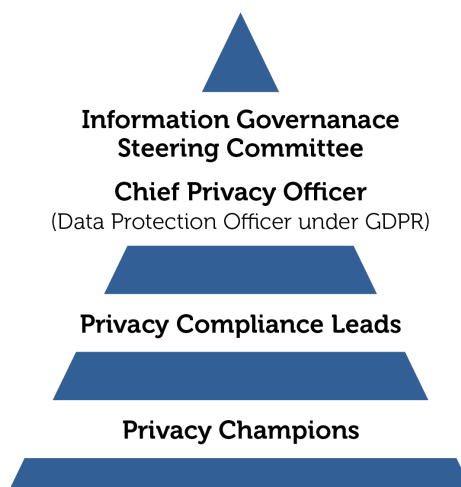 Information Governanace
Steering Committee
Chief Privacy Officer
(Data Protection Officer under GDPR)
Privacy Compliance Leads
Privacy Champions